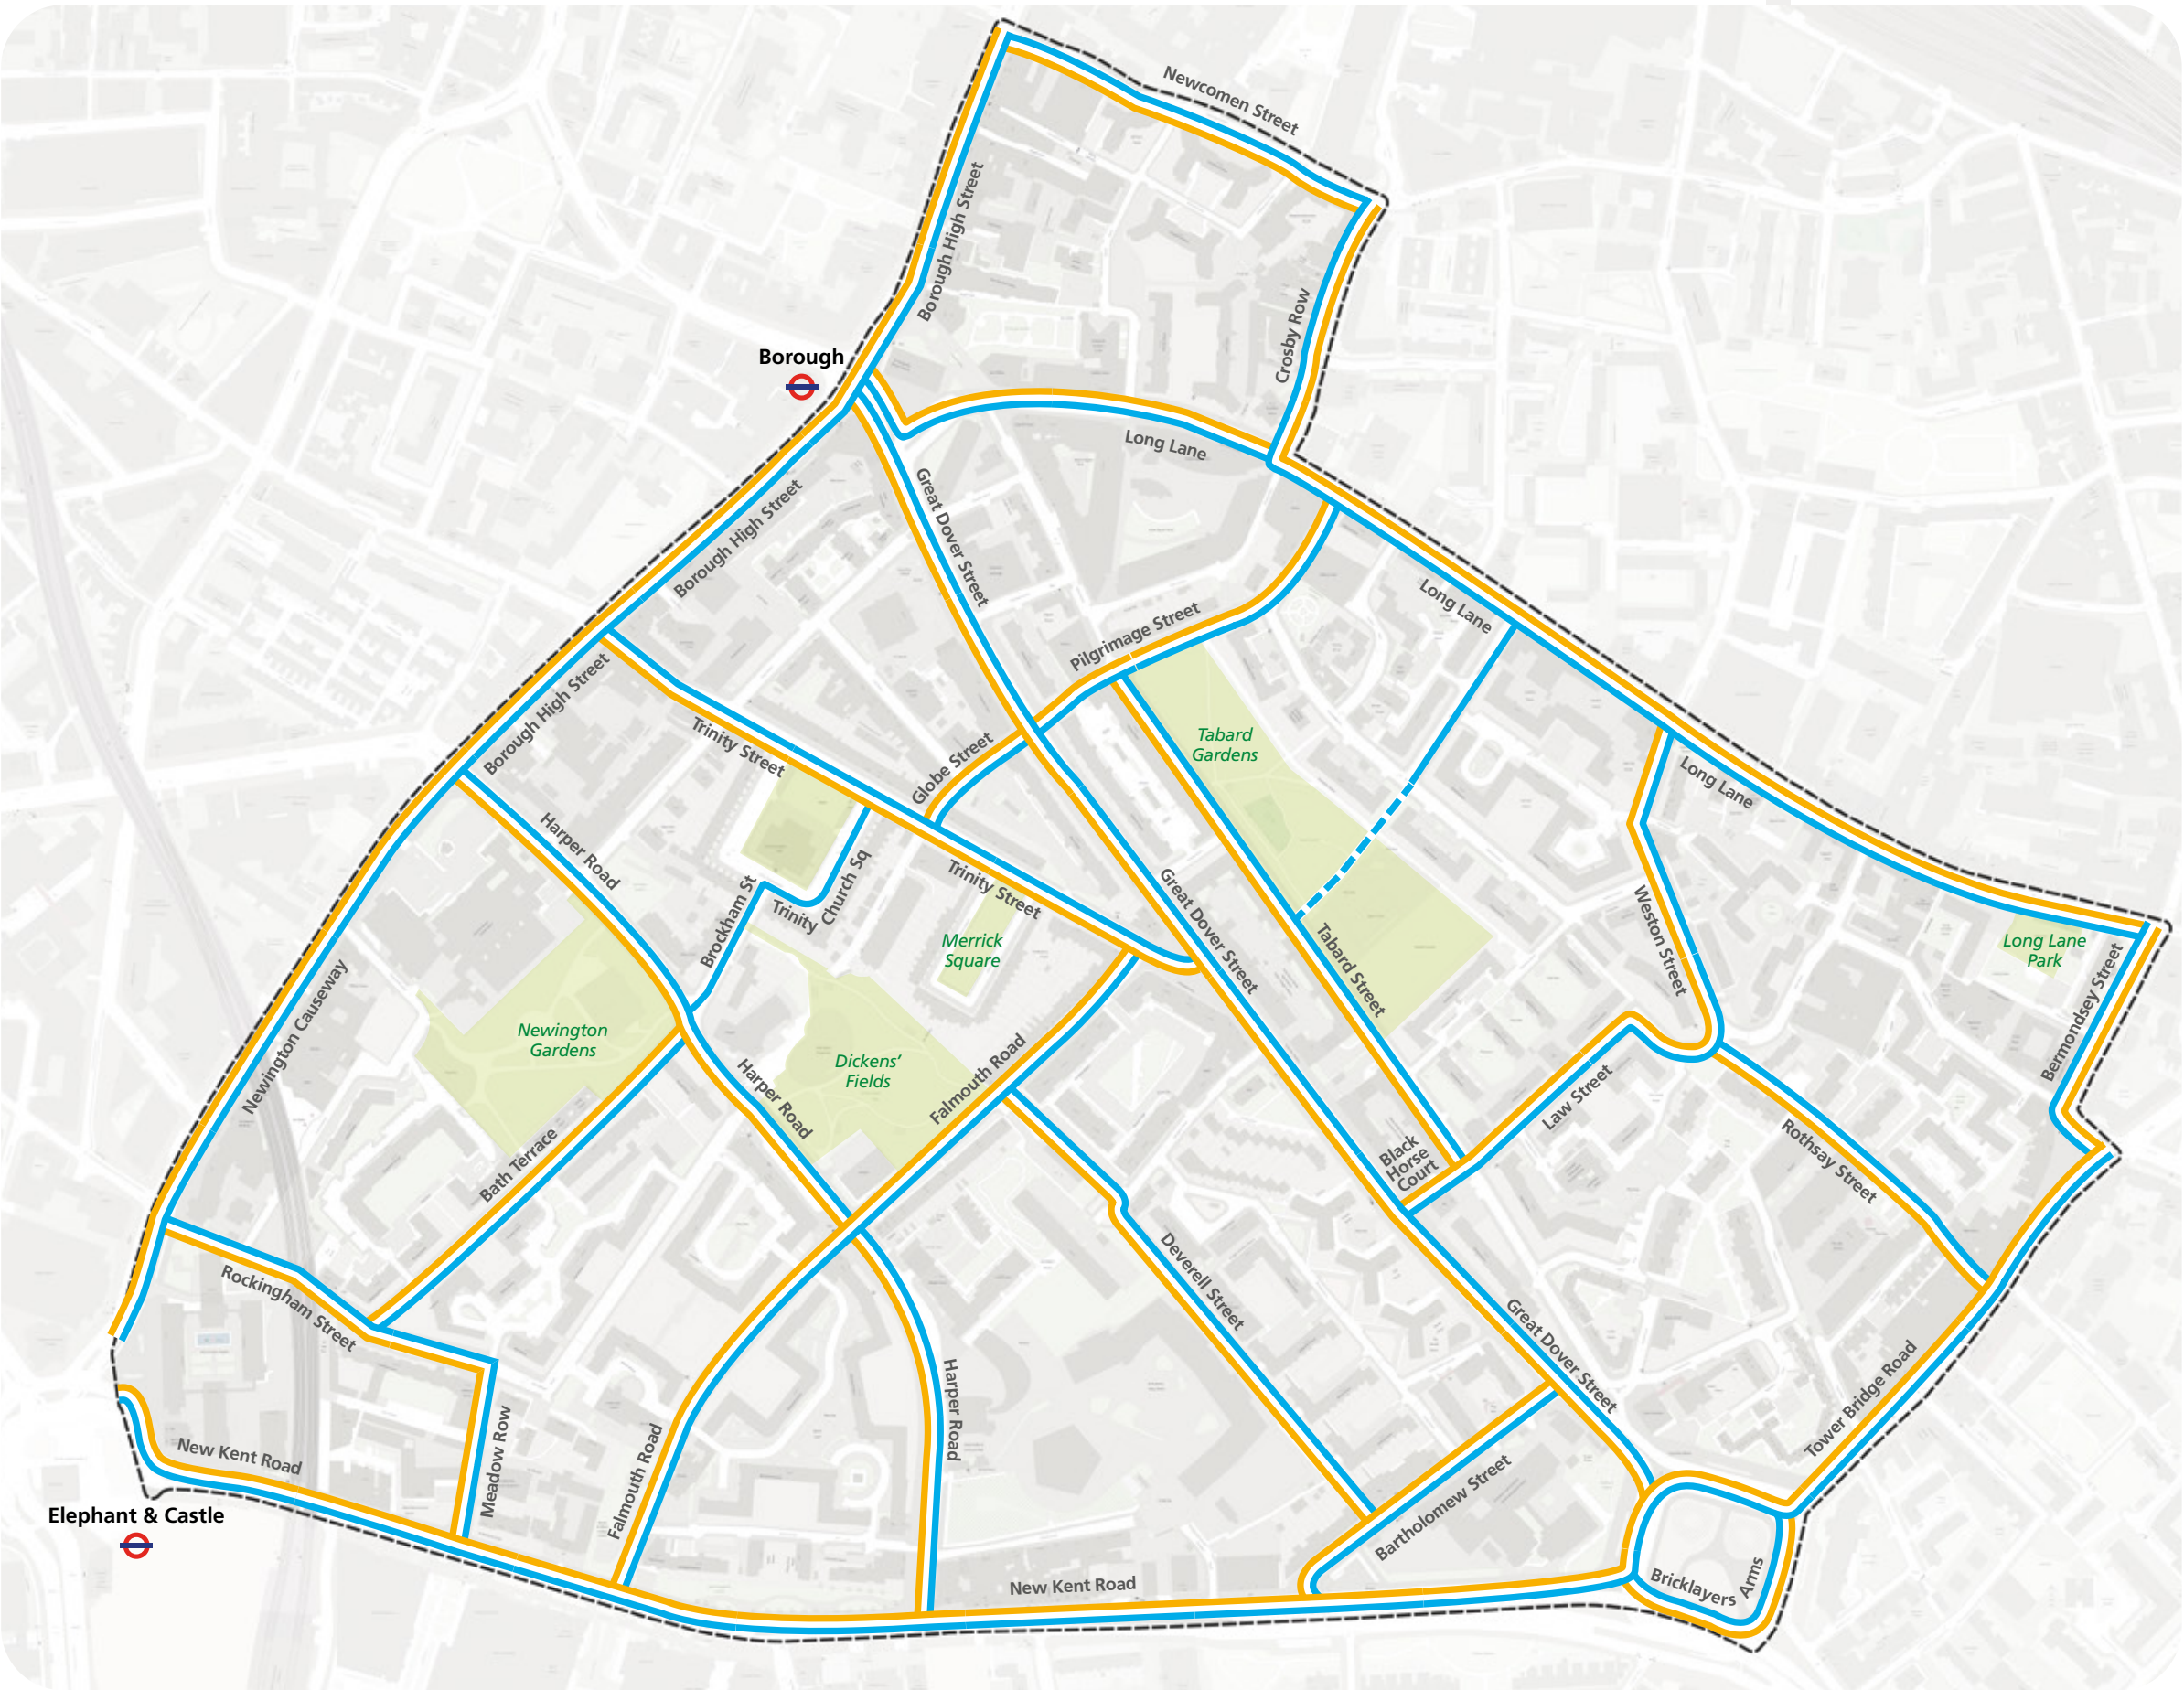 Newcomen Street
Borough High Street
Crosby Row
Borough
Long Lane
Great Dover Street
Borough High Street
Long Lane
Pilgrimage Street
Borough High Street
Trinity Street
Globe Street
Tabard
Gardens
Long Lane
Harper Road
Brockham St
Trinity
Church Sq
Trinity Street
Great Dover Street
Merrick
Square
Weston Street
Long Lane
Park
Tabard Street
Bermondsey Street
Newington Causeway
Newington
Gardens
Dickens’
Fields
Harper Road
Falmouth Road
Law Street
Black
Horse
Court
Rothsay Street
Bath Terrace
Rockingham Street
Deverell Street
Great Dover Street
Tower Bridge Road
Harper Road
Meadow Row
Falmouth Road
New Kent Road
Bartholomew Street
Elephant & Castle
New Kent Road
Bricklayers
Arms